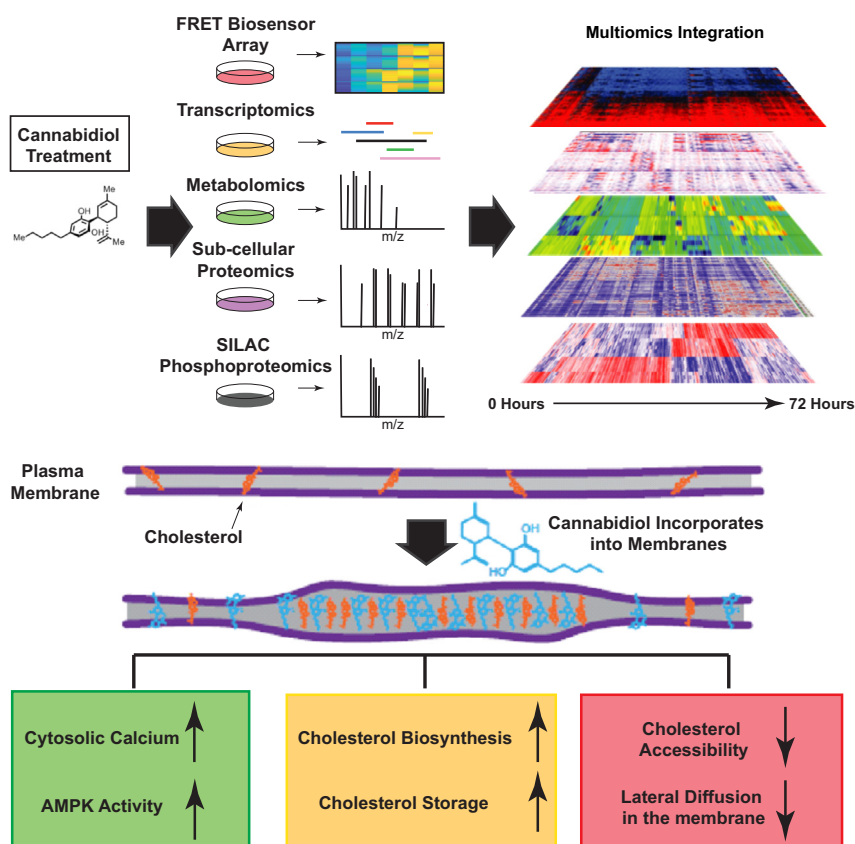 FRET Biosensor
Array
Multiomics Integration
Cannabidiol
Treatment
Me
OH
OH
Me
Me
Transcriptomics
Metabolomics
m/z
Sub-cellular
Proteomics
m/z
SILAC
Phosphoproteomics
m/z
0 Hours
72 Hours
Plasma
Membrane
Cholesterol
Cannabidiol Incorporates
into Membranes
OH
HO
Cytosolic Calcium
AMPK Activity
Cholesterol Biosynthesis
Cholesterol Storage
Cholesterol
Accessibility
Lateral Diffusion
in the membrane